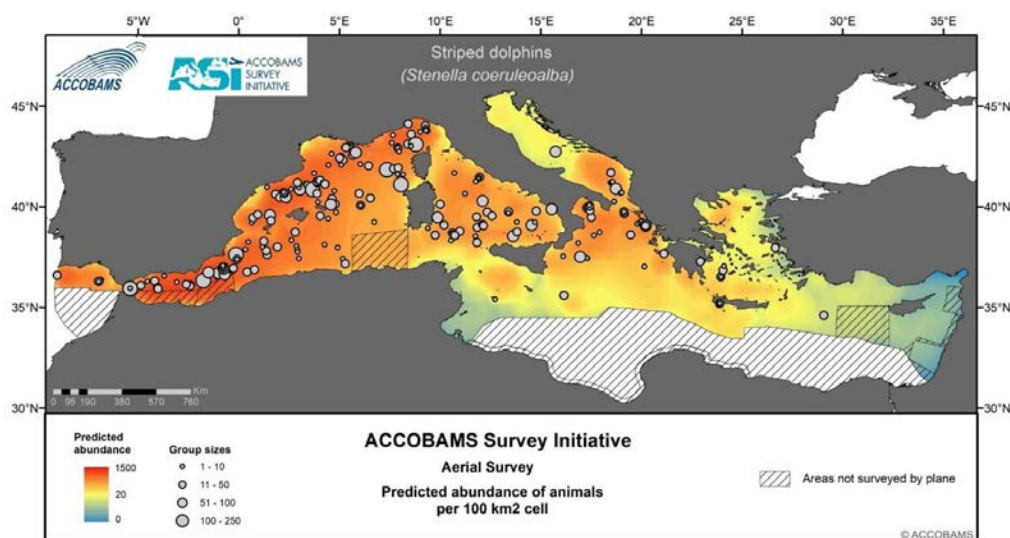 5°W 0° 5°E 10°E 15°E 20°E 25°E 30°E 35°E
ACCOBAMS
ASI ACCOBAMS
SURVEY
INITIATIVE
Striped dolphins
(Stenella coeruleoalba)
45°N 45°N
40°N 40°N
35°N 35°N
30°N 30°N
Km
0 95 190 380 570 760
Predicted
abundance
1500
20
0
Group sizes
1 - 10
11 - 50
51 - 100
100 - 250
ACCOBAMS Survey Initiative
Aerial Survey
Predicted abundance of animals
per 100 km2 cell
Areas not surveyed by plane
© ACCOBAMS